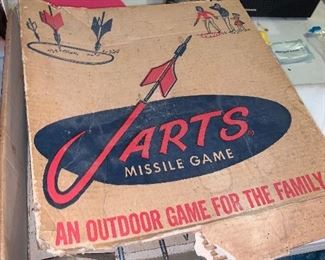 JARTS
MISSILE GAME
AN OUTDOOR GAME FOR THE FAMILY